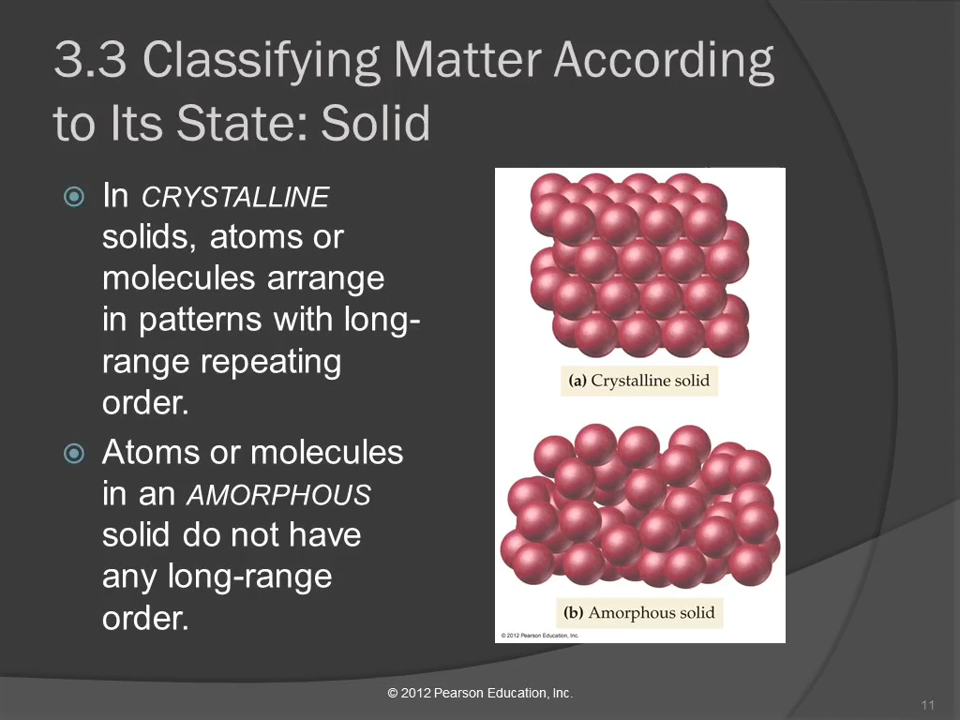 3.3 Classifying Matter According
to Its State: Solid
In CRYSTALLINE
solids, atoms or
molecules arrange
in patterns with long-
range repeating
order.
Atoms or molecules
in an AMORPHOUS
solid do not have
any long-range
order.
(a) Crystalline solid
(b) Amorphous solid
© 2012 Pearson Education, Inc.
© 2012 Pearson Education, Inc.
11